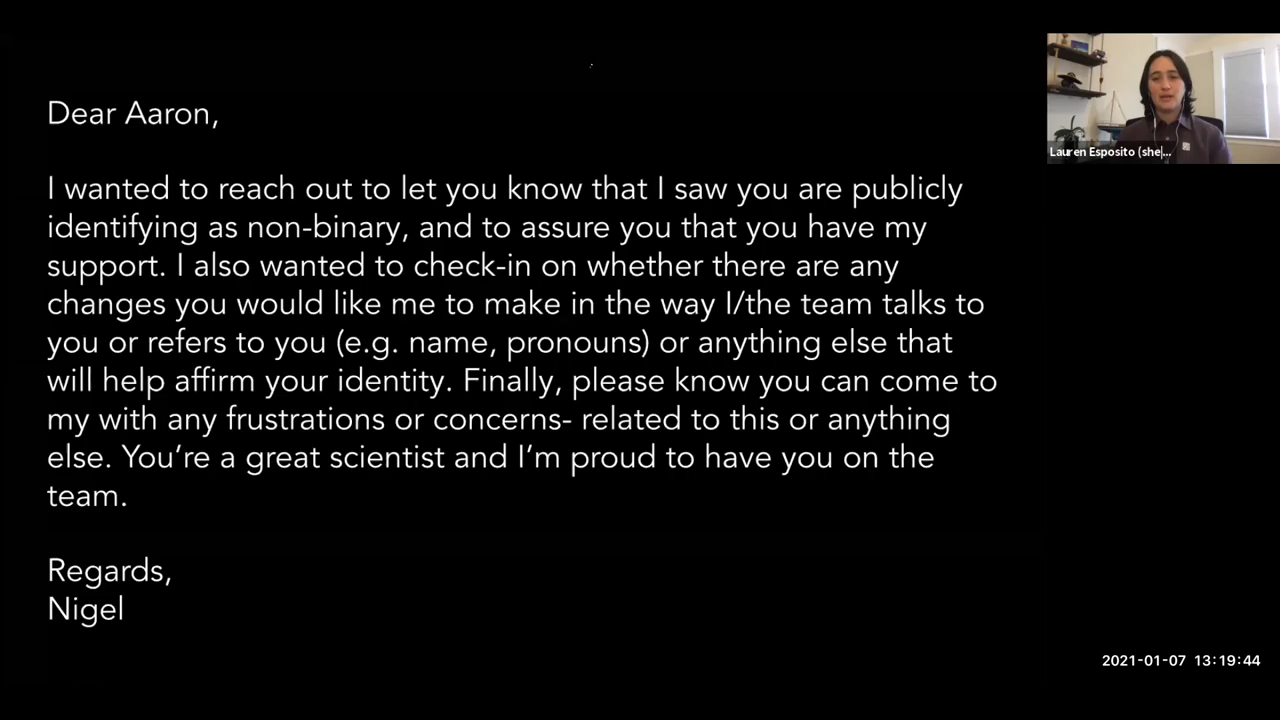 Dear Aaron,
I wanted to reach out to let you know that I saw you are publicly
identifying as non-binary, and to assure you that you have my
support. I also wanted to check-in on whether there are any
changes you would like me to make in the way I/the team talks to
you or refers to you (e.g. name, pronouns) or anything else that
will help affirm your identity. Finally, please know you can come to
my with any frustrations or concerns- related to this or anything
else. You’re a great scientist and I’m proud to have you on the
team.
Regards,
Nigel
Lauren Esposito (she|...
2021-01-07 13:19:44